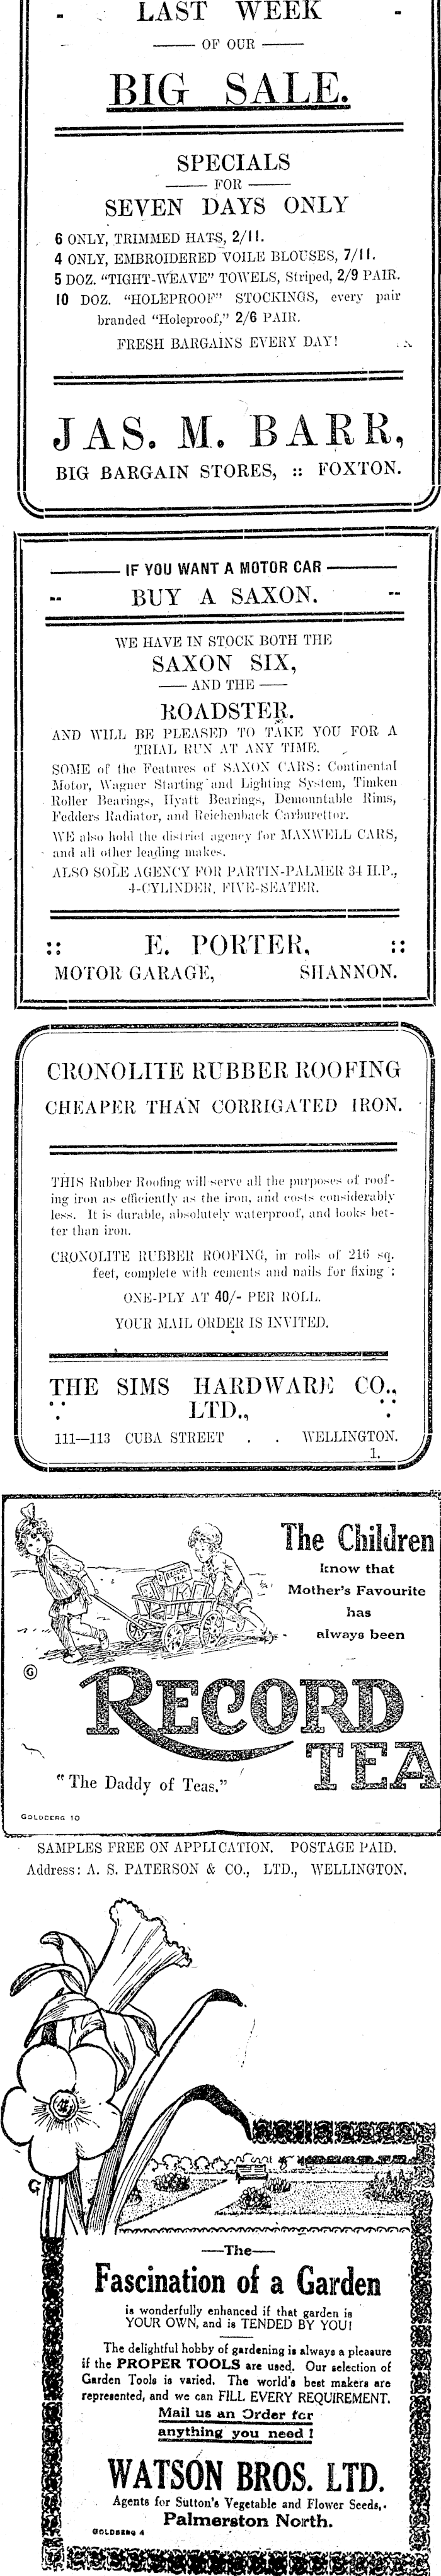 - LAST WEEK -
OF OUR
BIG SALE.
SPECIALS
FOR
SEVEN DAYS ONLY
6 ONLY, TRIMMED HATS, 2/11.
4 ONLY, EMBROIDERED VOILE BLOUSES, 7/11.
5 DOZ. "TIGHT-WEAVE" TOWELS, Striped, 2/9 PAIR.
10 DOZ. "HOLEPROOF" STOCKINGS, every pair
branded "Holeproof," 2/6 PAIR.
FRESH BARGAINS EVERY DAY!
JAS. M. BARR,
BIG BARGAIN STORES, :: FOXTON.
IF YOU WANT A MOTOR CAR
-- BUY A SAXON. --
WE HAVE IN STOCK BOTH THE
SAXON SIX,
AND THE
ROADSTER.
AND WILL BE PLEASED TO TAKE YOU FOR A
TRIAL RUN AT ANY TIME.
SOME of the Features of SAXON CARS: Continental
Motor, Wagner Starting and Lighting System, Timken
Roller Bearings, Hyatt Bearings, Demountable Rims,
Fedders Radiator, and Reichenback Carburettor.
WE also hold the district agency for MAXWELL CARS,
and all other leading makes.
ALSO SOLE AGENCY FOR PARTIN-PALMER 34 H.P.,
4-CYLINDER, FIVE-SEATER.
:: E. PORTER, ::
MOTOR GARAGE, SHANNON.
CRONOLITE RUBBER ROOFING
CHEAPER THAN CORRIGATED IRON.
THIS Rubber Roofing will serve all the purposes of roof-
ing iron as efficiently as the iron, and costs considerably
less. It is durable, absolutely waterproof, and looks bet-
ter than iron.
CRONOLITE RUBBER ROOFING, in rolls of 216 sq.
feet, complete with cements and nails for fixing :
ONE-PLY AT 40/- PER ROLL.
YOUR MAIL ORDER IS INVITED.
THE SIMS HARDWARE CO.,
LTD.,
111—113 CUBA STREET . . WELLINGTON.
1.
The Children
know that
Mother's Favourite
has
always been
G
RECORD
TEA
"The Daddy of Teas."
GOLDBERG 10
SAMPLES FREE ON APPLICATION. POSTAGE PAID.
Address: A. S. PATERSON & CO., LTD., WELLINGTON.
G
—The—
Fascination of a Garden
is wonderfully enhanced if that garden is
YOUR OWN, and is TENDED BY YOU!
The delightful hobby of gardening is always a pleasure
if the PROPER TOOLS are used. Our selection of
Garden Tools is varied. The world's best makers are
represented, and we can FILL EVERY REQUIREMENT.
Mail us an Order for
anything you need !
WATSON BROS. LTD.
Agents for Sutton's Vegetable and Flower Seeds,.
Palmerston North.
GOLDBERG 4